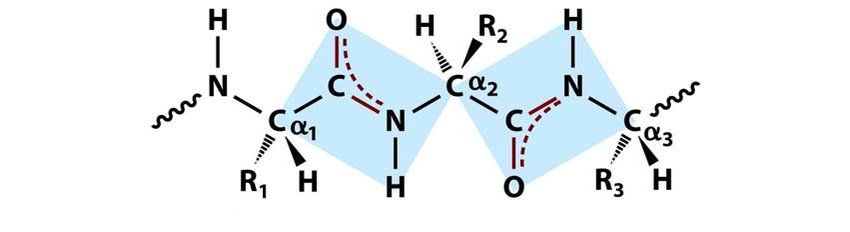 H O H R₂ H
N C Cα2 N
Cα1 N C Cα3
R₁ H H O R₃ H